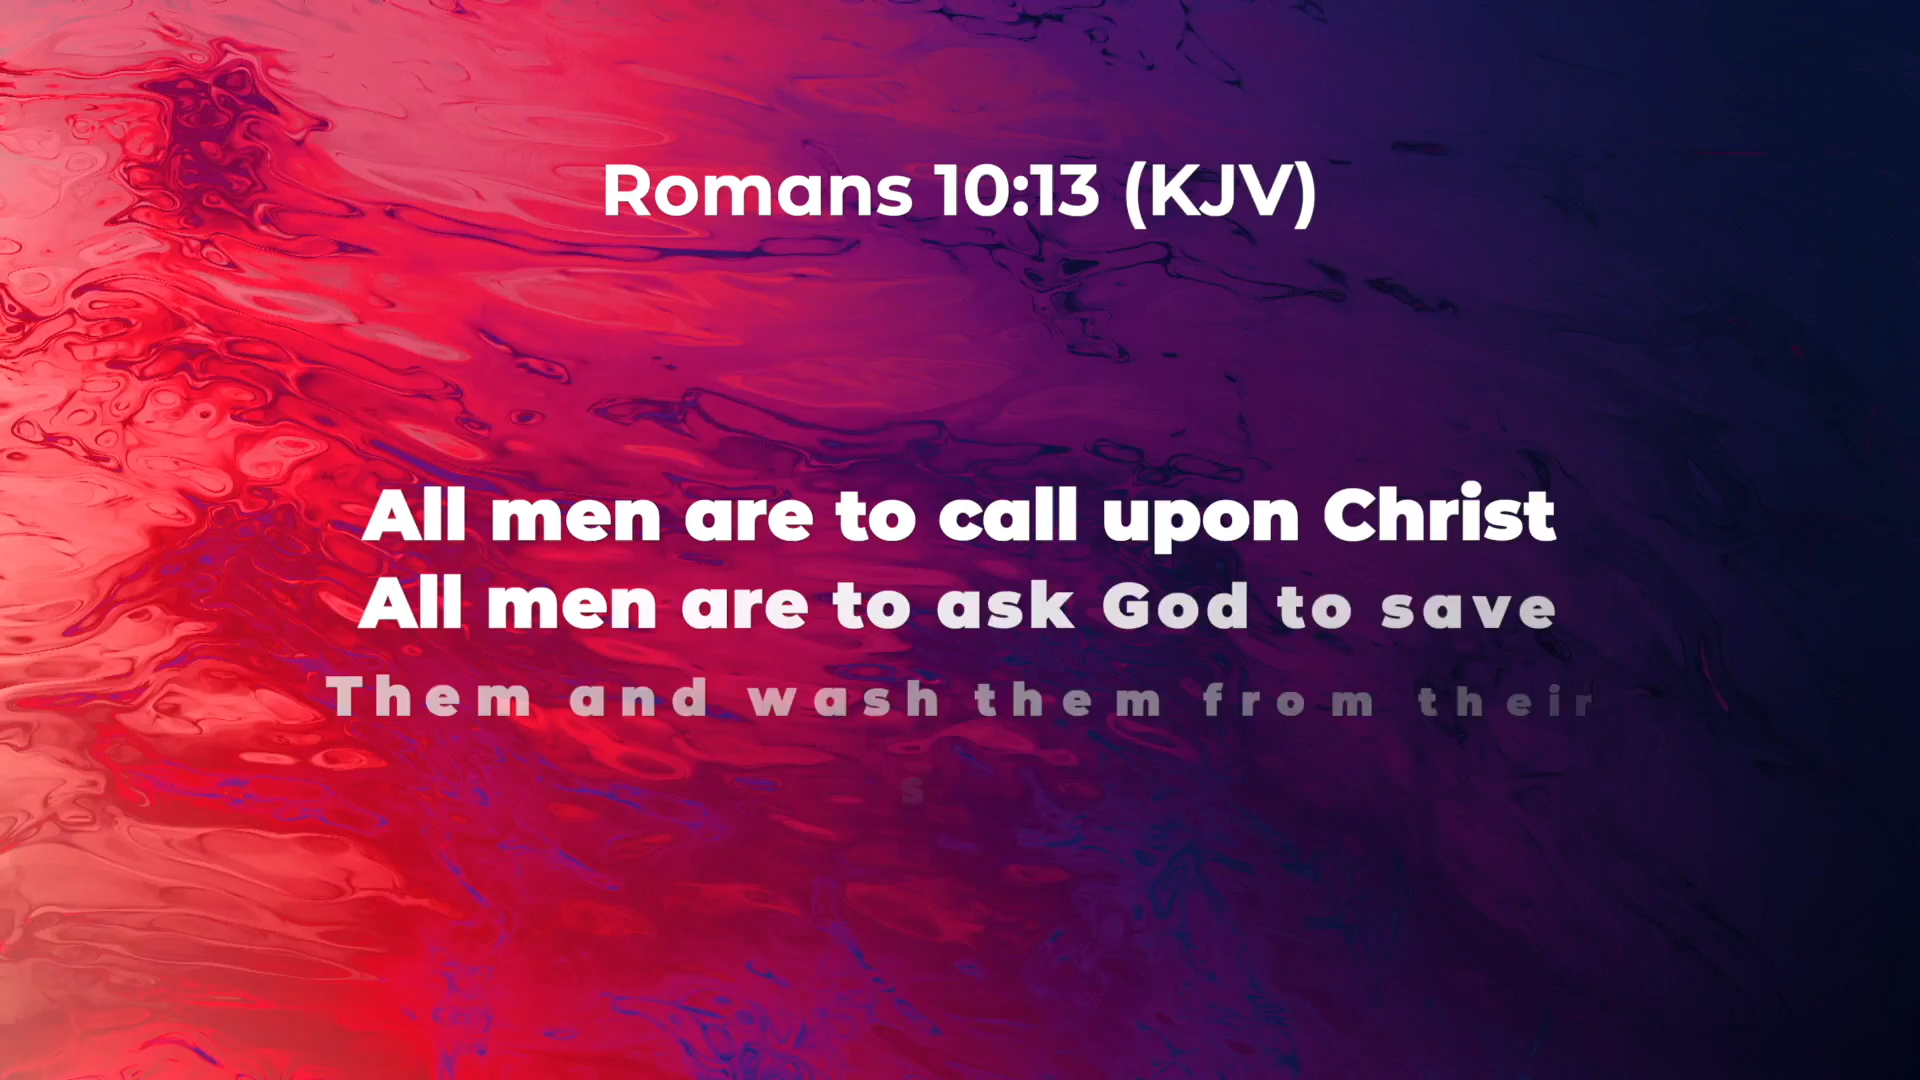 Romans 10:13 (KJV)
All men are to call upon Christ
All men are to ask God to save
Them and wash them from their
s